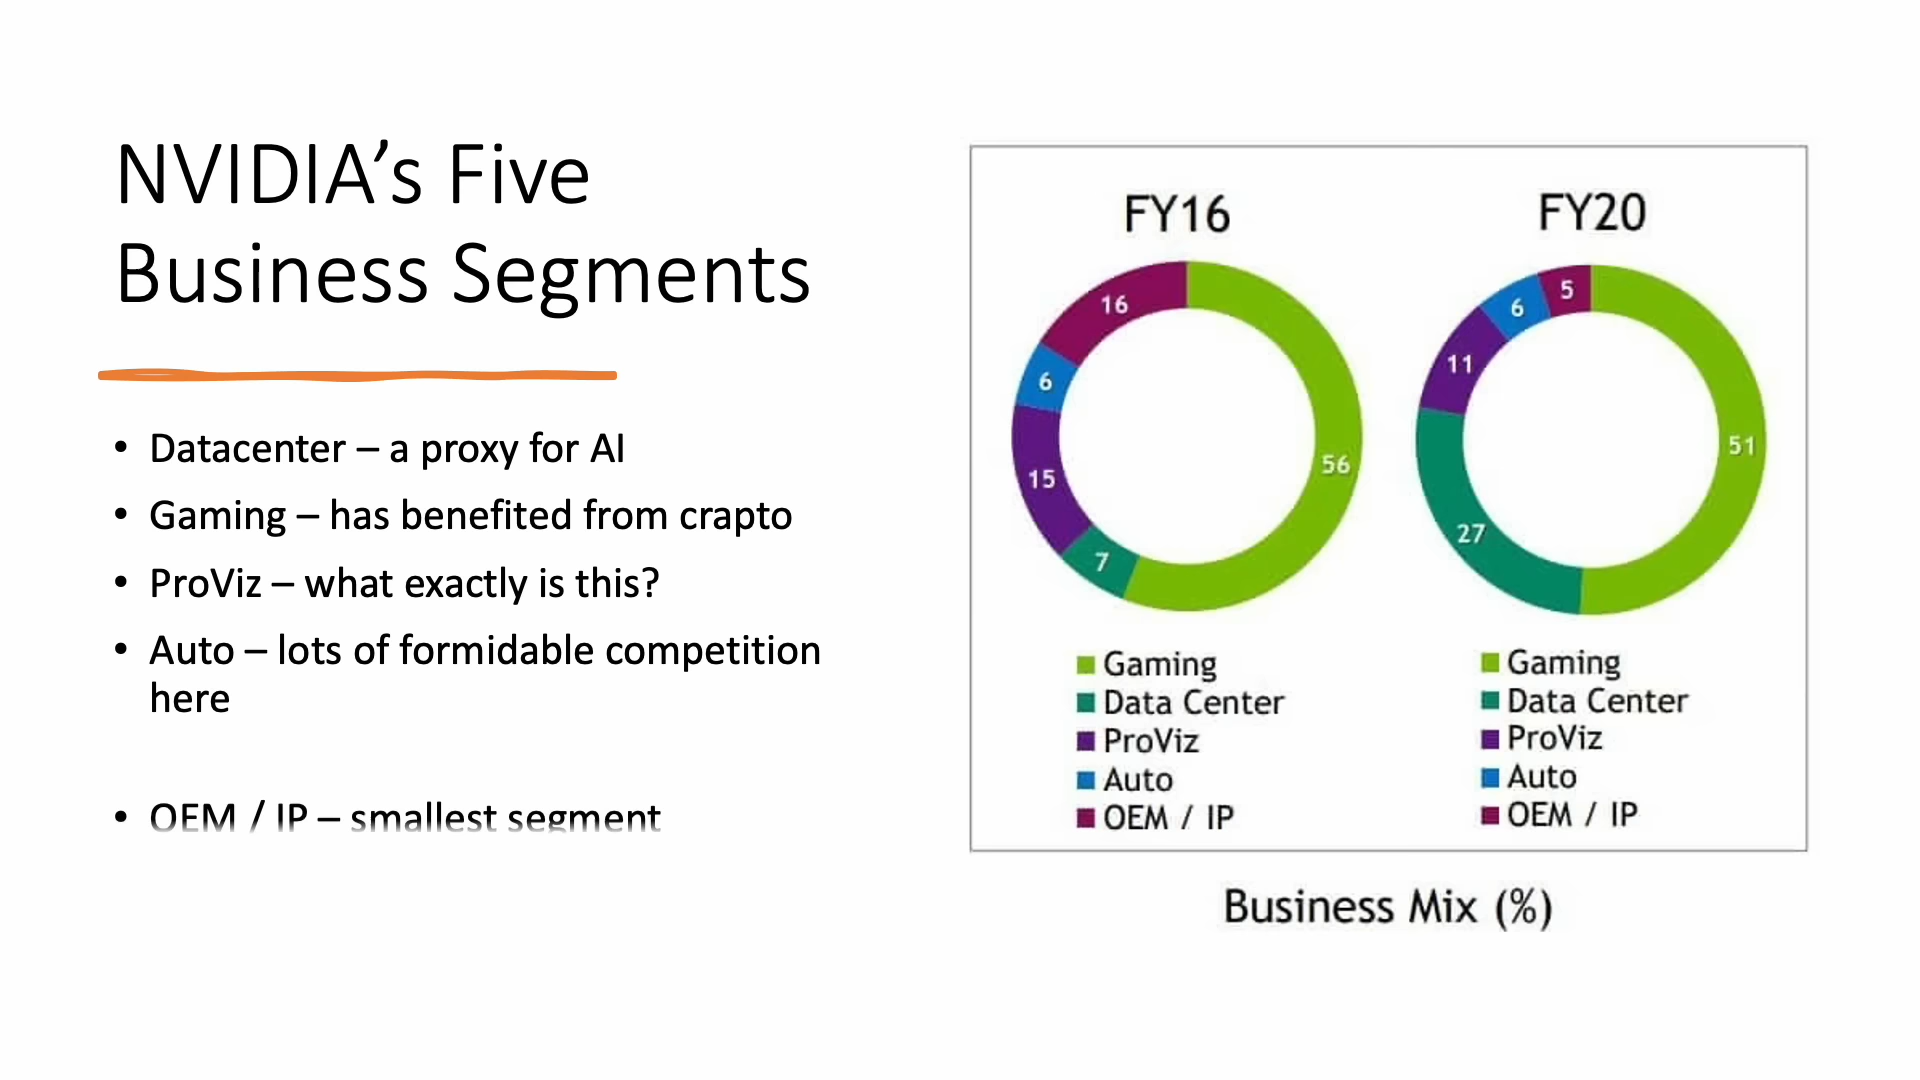 NVIDIA’s Five
Business Segments
• Datacenter – a proxy for AI
• Gaming – has benefited from crapto
• ProViz – what exactly is this?
• Auto – lots of formidable competition
here
• OEM / IP – smallest segment
FY16
16
6
15
7
56
Gaming
Data Center
ProViz
Auto
OEM / IP
FY20
5
6
11
27
51
Gaming
Data Center
ProViz
Auto
OEM / IP
Business Mix (%)